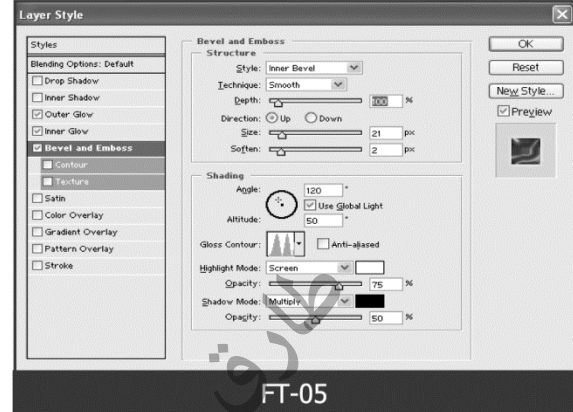 Layer Style
Styles
Blending Options: Default
Drop Shadow
Inner Shadow
Outer Glow
Inner Glow
Bevel and Emboss
Contour
Texture
Satin
Color Overlay
Gradient Overlay
Pattern Overlay
Stroke
Bevel and Emboss
Structure
Style: Inner Bevel
Technique: Smooth
Depth: 100 %
Direction: Up Down
Size: 21 px
Soften: 2 px
Shading
Angle: 120 °
Use Global Light
Altitude: 50 °
Gloss Contour: Anti-aliased
Highlight Mode: Screen
Opacity: 75 %
Shadow Mode: Multiply
Opacity: 50 %
OK
Reset
New Style...
Preview
طارق
FT-05